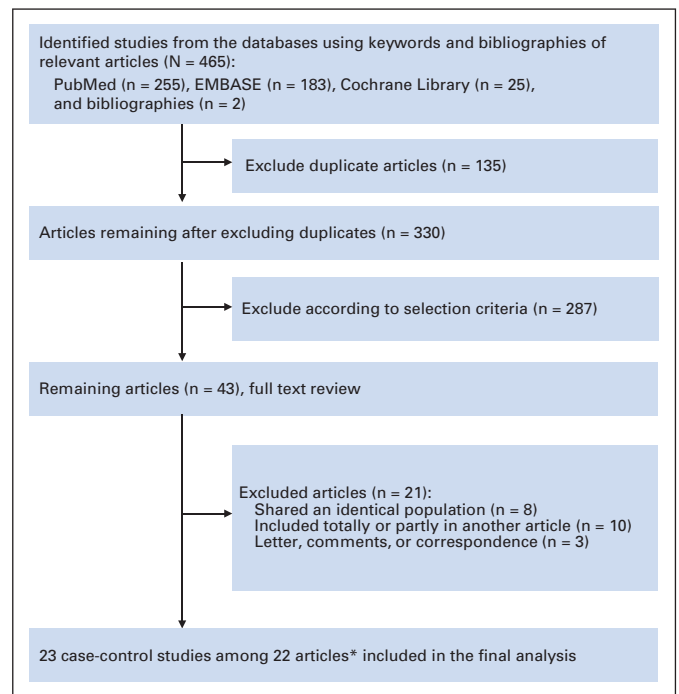 Identified studies from the databases using keywords and bibliographies of
relevant articles (N = 465):
PubMed (n = 255), EMBASE (n = 183), Cochrane Library (n = 25),
and bibliographies (n = 2)
Exclude duplicate articles (n = 135)
Articles remaining after excluding duplicates (n = 330)
Exclude according to selection criteria (n = 287)
Remaining articles (n = 43), full text review
Excluded articles (n = 21):
Shared an identical population (n = 8)
Included totally or partly in another article (n = 10)
Letter, comments, or correspondence (n = 3)
23 case-control studies among 22 articles* included in the final analysis